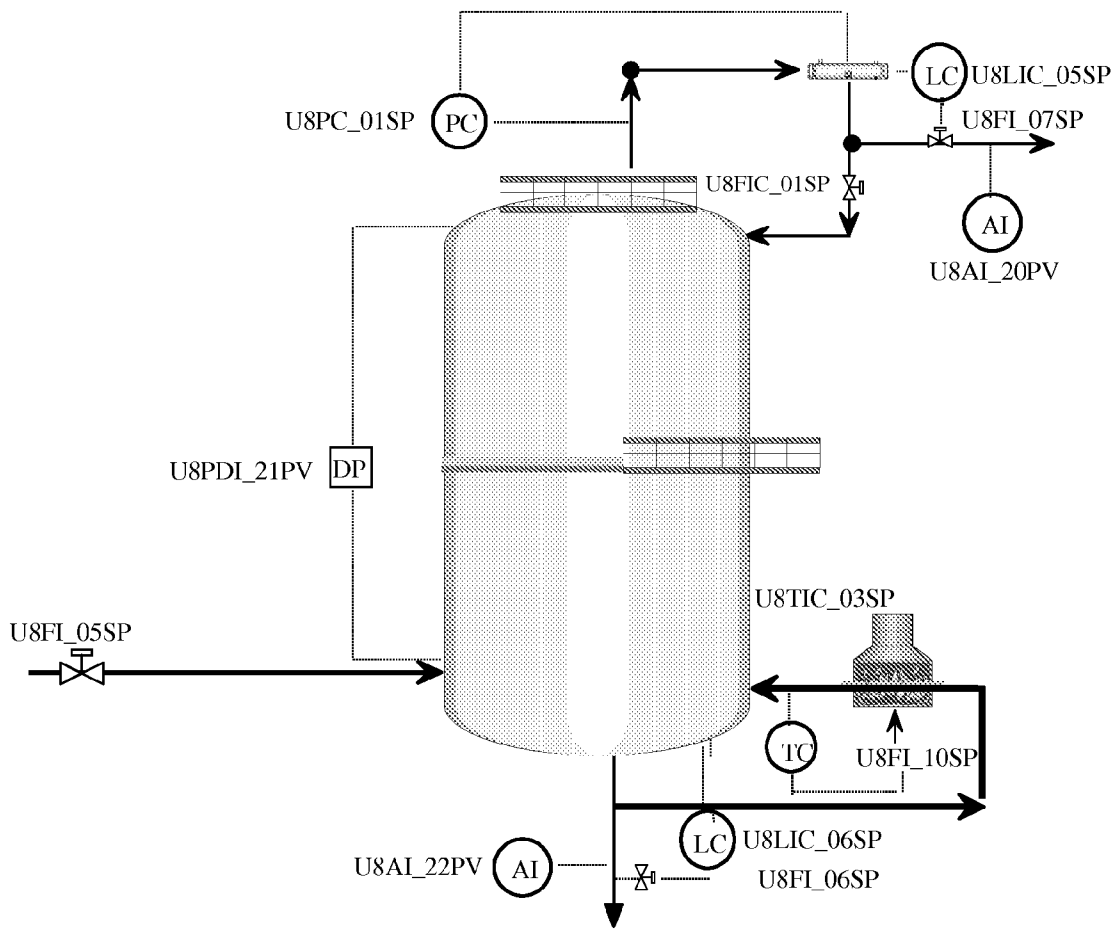 LC U8LIC_05SP
U8PC_01SP PC
U8FI_07SP
U8FIC_01SP
AI
U8AI_20PV
U8PDI_21PV DP
U8TIC_03SP
U8FI_05SP
TC U8FI_10SP
LC U8LIC_06SP
U8AI_22PV AI
U8FI_06SP